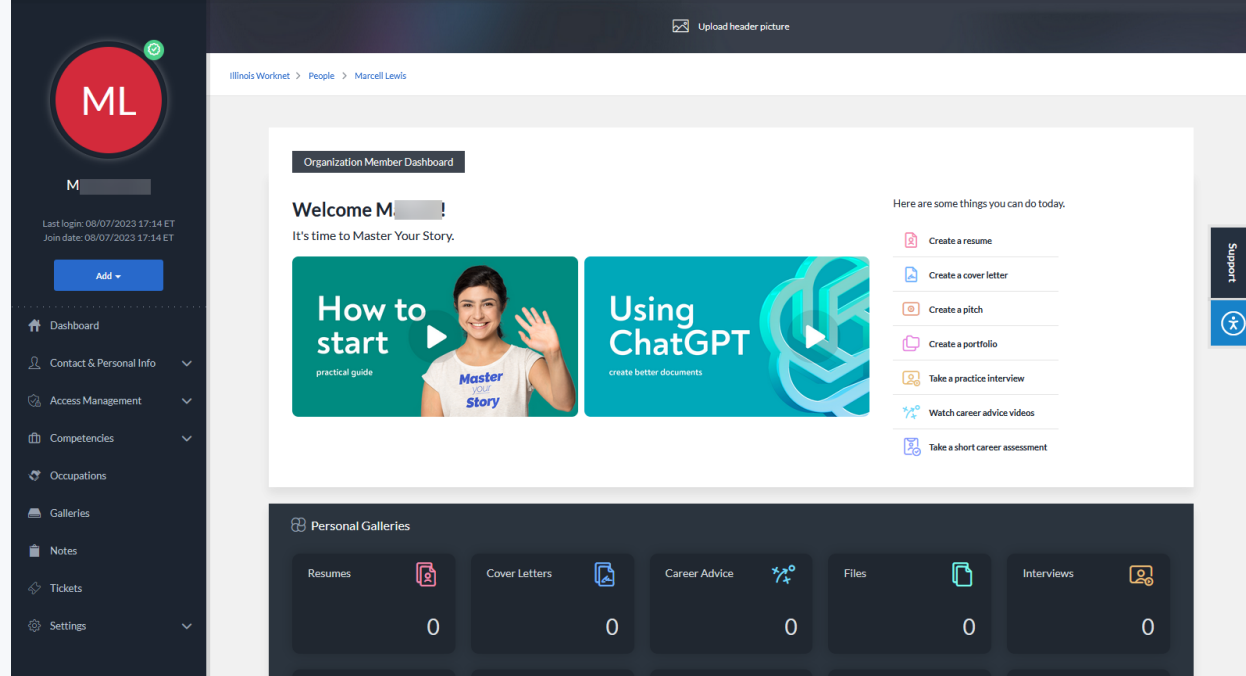 Upload header picture
Illinois Worknet > People > Marcell Lewis
ML
M
Last login: 08/07/2023 17:14 ET
Join date: 08/07/2023 17:14 ET
Add
Dashboard
Contact & Personal Info
Access Management
Competencies
Occupations
Galleries
Notes
Tickets
Settings
Organization Member Dashboard
Welcome M !
It's time to Master Your Story.
How to
start
practical guide
Master
your
Story
Using
ChatGPT
create better documents
Here are some things you can do today.
Create a resume
Create a cover letter
Create a pitch
Create a portfolio
Take a practice interview
Watch career advice videos
Take a short career assessment
Support
Personal Galleries
Resumes
0
Cover Letters
0
Career Advice
0
Files
0
Interviews
0